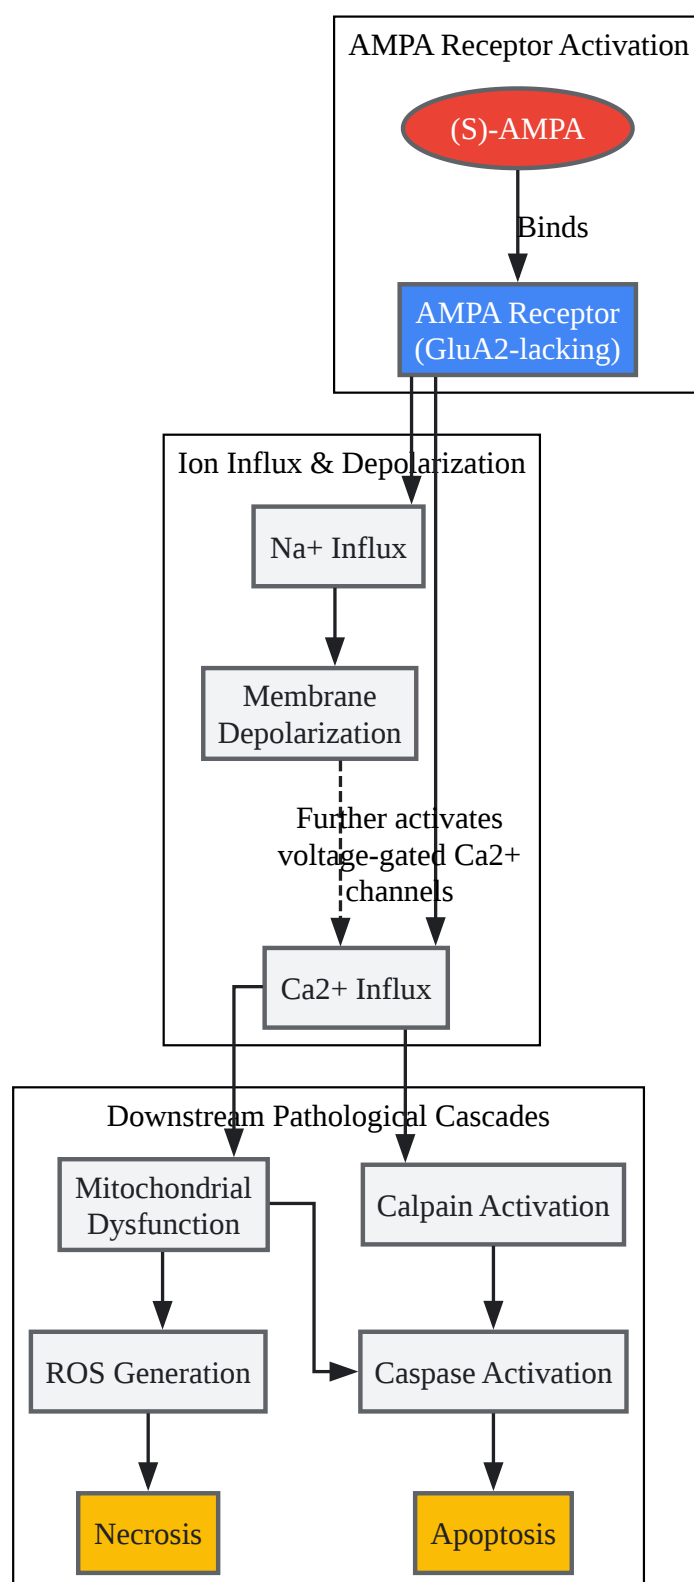 AMPA Receptor Activation
(S)-AMPA
Binds
AMPA Receptor
(GluA2-lacking)
Ion Influx & Depolarization
Na+ Influx
Membrane
Depolarization
Further activates
voltage-gated Ca2+
channels
Ca2+ Influx
Downstream Pathological Cascades
Mitochondrial
Dysfunction
Calpain Activation
ROS Generation
Caspase Activation
Necrosis
Apoptosis